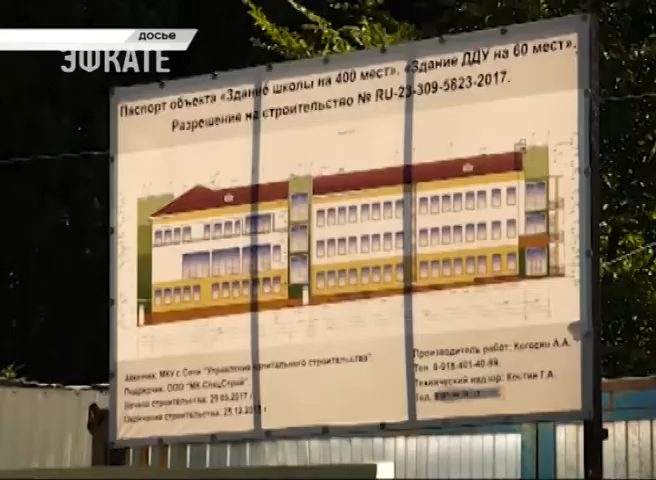 досье
ЭФКАТЕ
Паспорт объекта «Здание школы на 400 мест». «Здание ДДУ на 60 мест».
Разрешение на строительство № RU-23-309-5823-2017.
Заказчик: МКУ г. Сочи "Управление капитального строительства"
Подрядчик: ООО "МК-СпецСтрой"
Начало строительства: 29.03.2017 г.
Окончание строительства: 25.12.
Производитель работ: А.А.
Тел 8-918-401-40-99.
Технический надзор: Костин Г.А.
Тел.